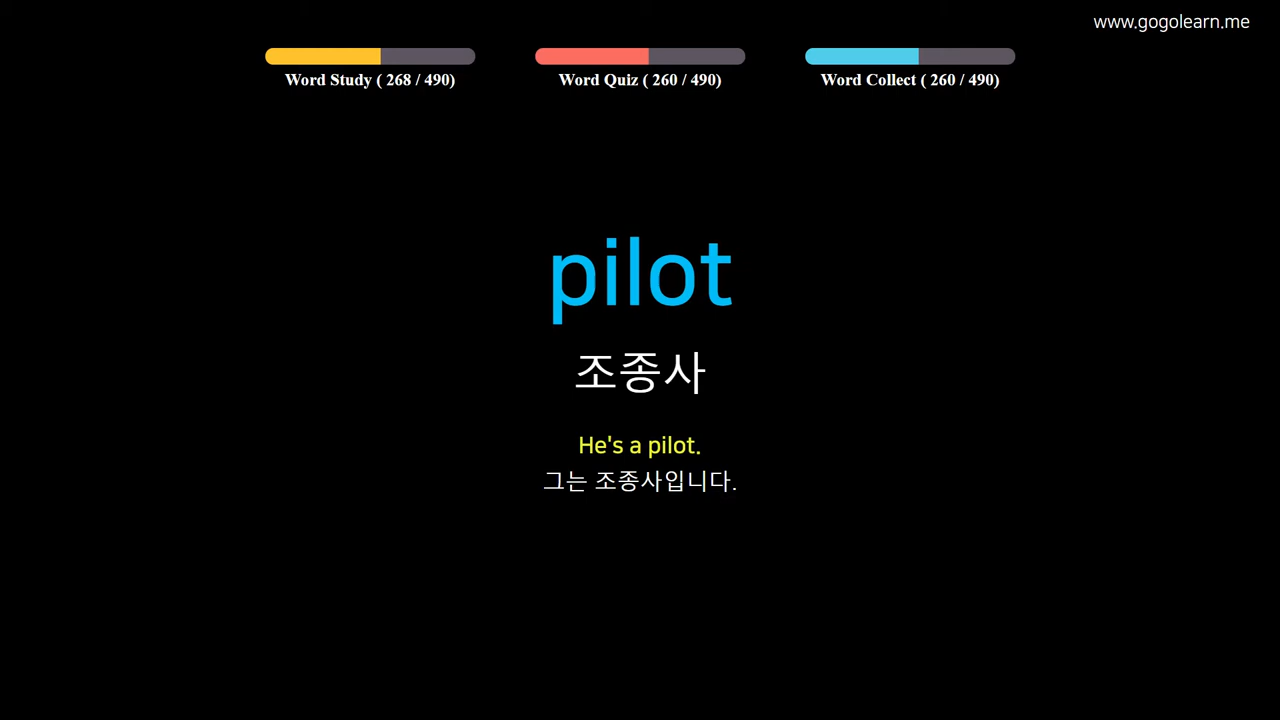 www.gogolearn.me
Word Study ( 268 / 490)
Word Quiz ( 260 / 490)
Word Collect ( 260 / 490)
pilot
조종사
He's a pilot.
그는 조종사입니다.